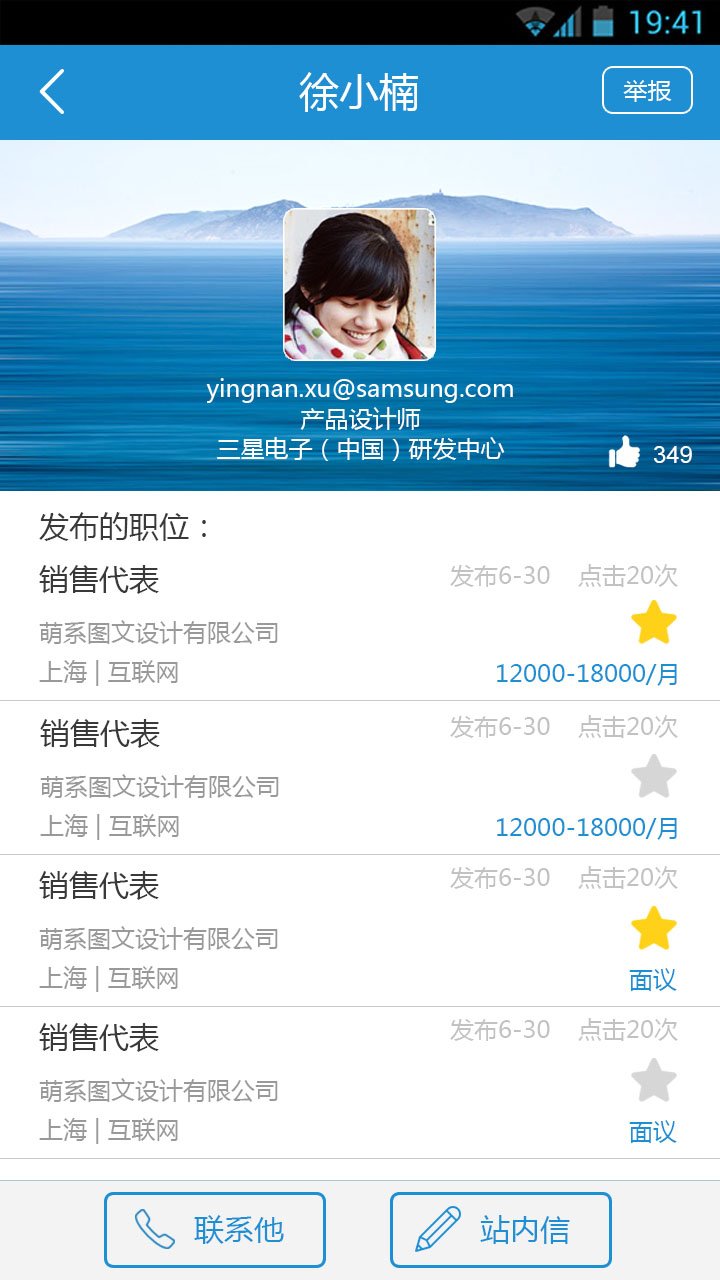 19:41
徐小楠
举报
yingnan.xu@samsung.com
产品设计师
三星电子（中国）研发中心
349
发布的职位：
销售代表 发布6-30 点击20次
萌系图文设计有限公司
上海 | 互联网 12000-18000/月
销售代表 发布6-30 点击20次
萌系图文设计有限公司
上海 | 互联网 12000-18000/月
销售代表 发布6-30 点击20次
萌系图文设计有限公司
上海 | 互联网 面议
销售代表 发布6-30 点击20次
萌系图文设计有限公司
上海 | 互联网 面议
联系他 站内信